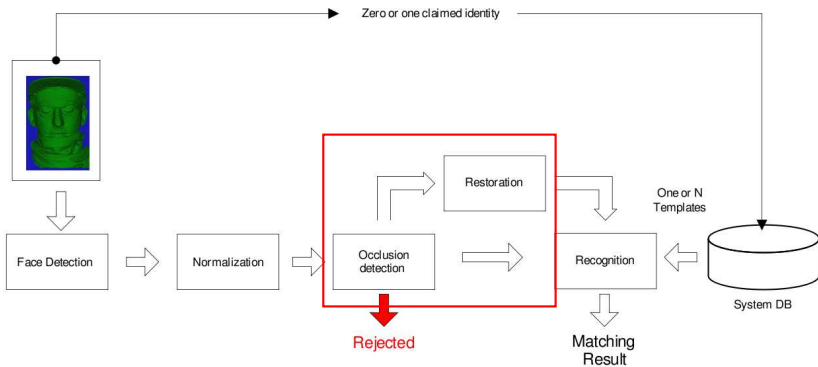 Zero or one claimed identity
Restoration
One or N
Templates
Face Detection
Normalization
Occlusion
detection
Recognition
System DB
Rejected
Matching
Result